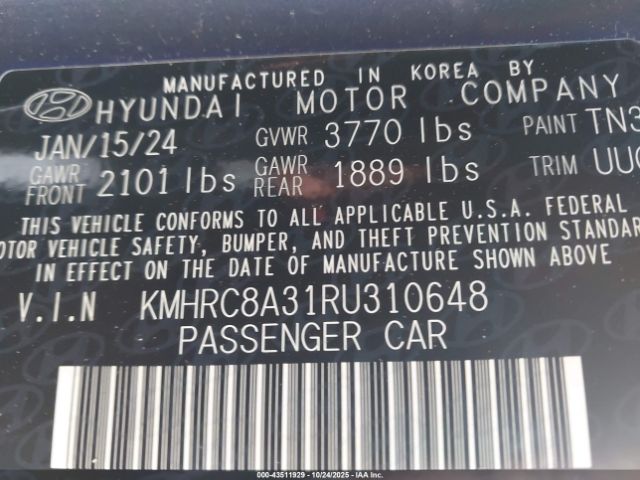 MANUFACTURED IN KOREA BY
HYUNDAI MOTOR COMPANY
JAN/15/24 GVWR 3770 lbs PAINT TN3
GAWR FRONT 2101 lbs GAWR REAR 1889 lbs TRIM
THIS VEHICLE CONFORMS TO ALL APPLICABLE U.S.A. FEDERAL
VEHICLE SAFETY, BUMPER, AND THEFT PREVENTION STANDAR
IN EFFECT ON THE DATE OF MANUFACTURE SHOWN ABOVE.
V.I.N KMHRC8A31RU310648
PASSENGER CAR
000-43511929 - 10/24/2025 - IAA Inc.